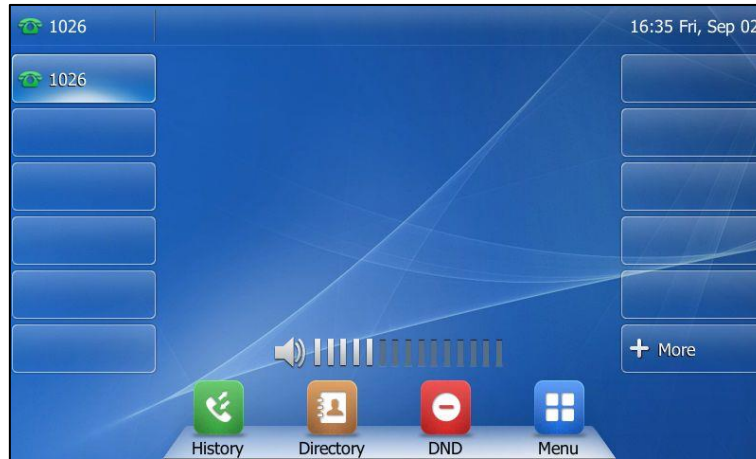 1026
16:35 Fri, Sep 02
1026
More
History
Directory
DND
Menu